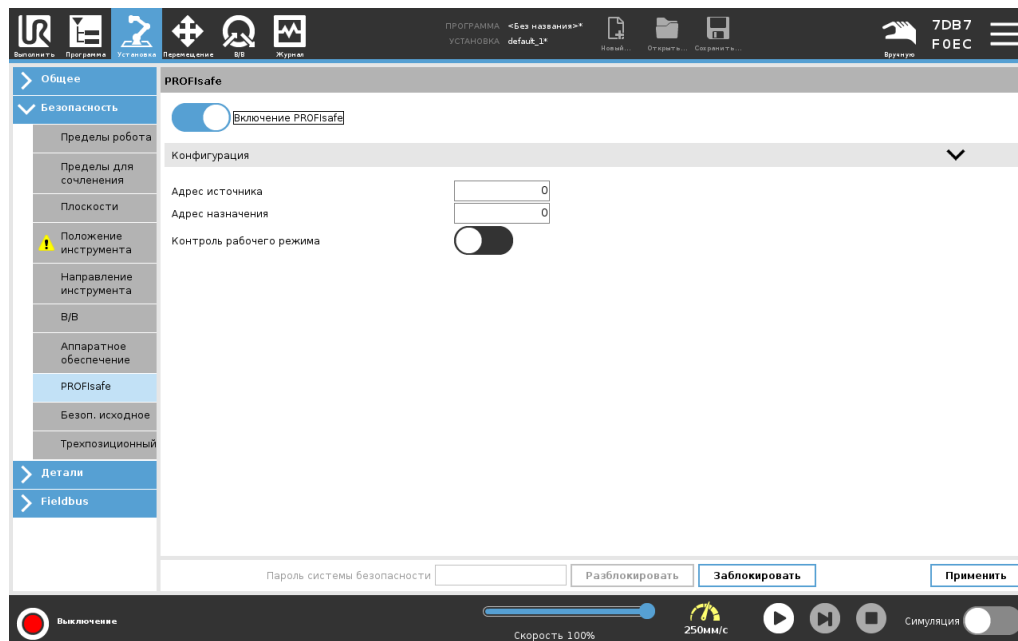 UR
Выполнить
Программа
Установка
Перемещение
В/В
Журнал
ПРОГРАММА <Без названия>*
УСТАНОВКА default_1*
Новый...
Открыть...
Сохранить...
Вручную
7DB7
F0EC
Общее
Безопасность
Пределы робота
Пределы для
сочленения
Плоскости
Положение
инструмента
Направление
инструмента
В/В
Аппаратное
обеспечение
PROFIsafe
Безоп. исходное
Трехпозиционный
Детали
Fieldbus
PROFIsafe
Включение PROFIsafe
Конфигурация
Адрес источника 0
Адрес назначения 0
Контроль рабочего режима
Пароль системы безопасности Разблокировать Заблокировать Применить
Выключение
Скорость 100%
250мм/с
Симуляция